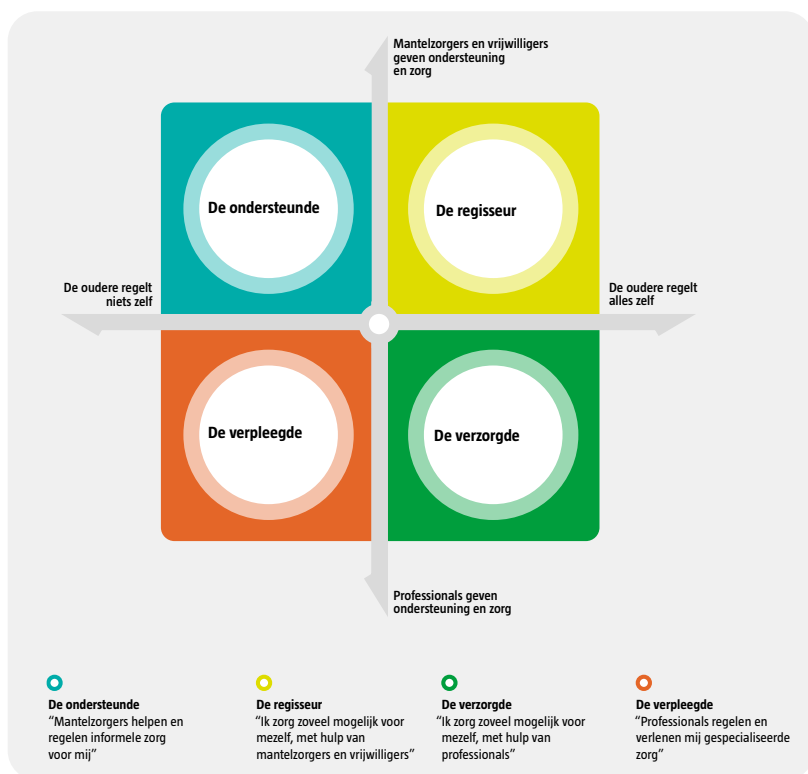 Mantelzorgers en vrijwilligers
geven ondersteuning
en zorg
De ondersteunde
De regisseur
De oudere regelt
niets zelf
De oudere regelt
alles zelf
De verpleegde
De verzorgde
Professionals geven
ondersteuning en zorg
De ondersteunde
“Mantelzorgers helpen en
regelen informele zorg
voor mij”
De regisseur
“Ik zorg zoveel mogelijk voor
mezelf, met hulp van
mantelzorgers en vrijwilligers”
De verzorgde
“Ik zorg zoveel mogelijk voor
mezelf, met hulp van
professionals”
De verpleegde
“Professionals regelen en
verlenen mij gespecialiseerde
zorg”